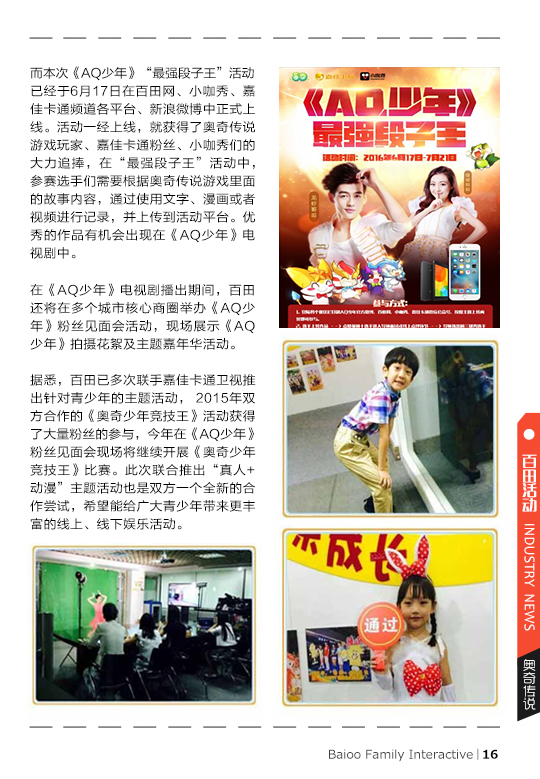 而本次《AQ少年》“最强段子王”活动
已经于6月17日在百田网、小咖秀、嘉
佳卡通频道各平台、新浪微博中正式上
线。活动一经上线，就获得了奥奇传说
游戏玩家、嘉佳卡通粉丝、小咖秀们的
大力追捧，在“最强段子王”活动中，
参赛选手们需要根据奥奇传说游戏里面
的故事内容，通过使用文字、漫画或者
视频进行记录，并上传到活动平台。优
秀的作品有机会出现在《AQ少年》电
视剧中。
在《AQ少年》电视剧播出期间，百田
还将在多个城市核心商圈举办《AQ少
年》粉丝见面会活动，现场展示《AQ
少年》拍摄花絮及主题嘉年华活动。
据悉，百田已多次联手嘉佳卡通卫视推
出针对青少年的主题活动， 2015年双
方合作的《奥奇少年竞技王》活动获得
了大量粉丝的参与，今年在《AQ少年》
粉丝见面会现场将继续开展《奥奇少年
竞技王》比赛。此次联合推出“真人+
动漫”主题活动也是双方一个全新的合
作尝试，希望能给广大青少年带来更丰
富的线上、线下娱乐活动。
《AQ少年》
最强段子王
活动时间：2016年6月17日-7月21日
参与方式：
乐成长
通过
百田活动 INDUSTRY NEWS
奥奇传说
Baioo Family Interactive | 16